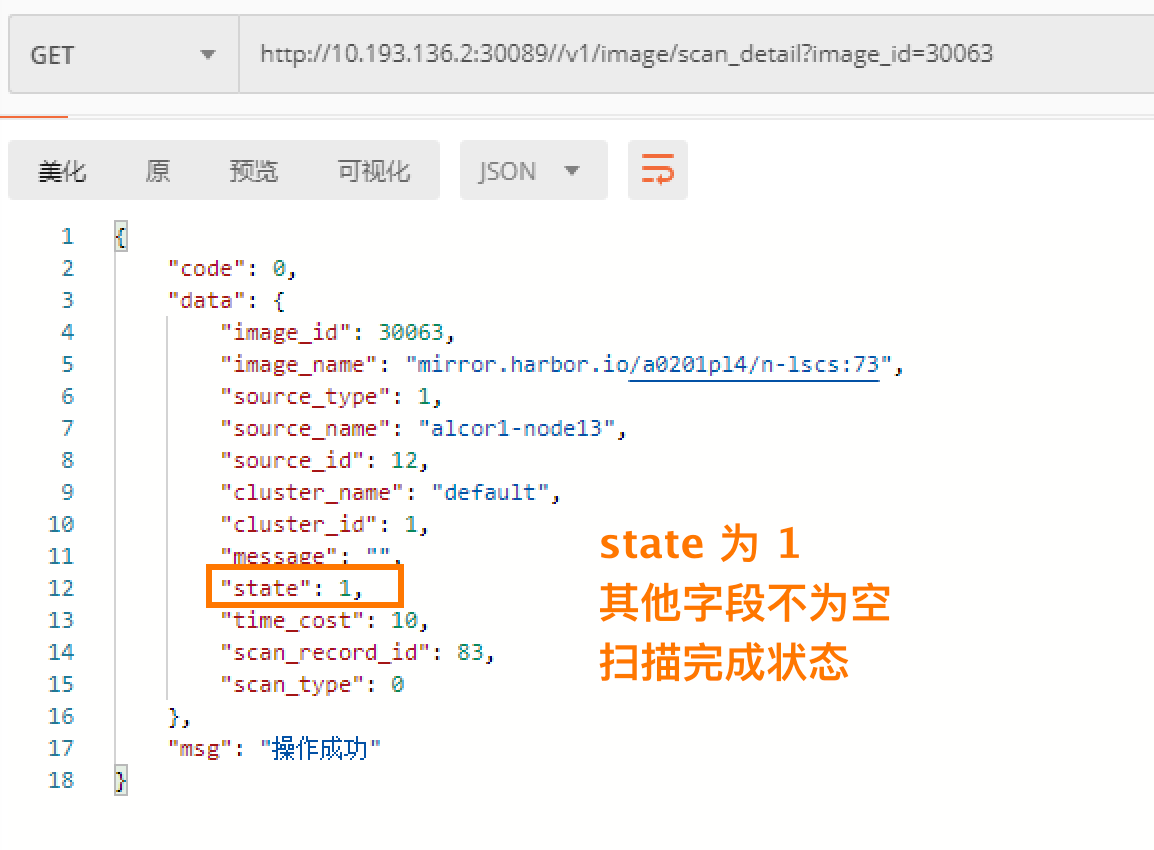 GET http://10.193.136.2:30089//v1/image/scan_detail?image_id=30063
美化 原 预览 可视化 JSON
1 {
2 "code": 0,
3 "data": {
4 "image_id": 30063,
5 "image_name": "mirror.harbor.io/a0201pl4/n-lscs:73",
6 "source_type": 1,
7 "source_name": "alcor1-node13",
8 "source_id": 12,
9 "cluster_name": "default",
10 "cluster_id": 1,
11 "message": "",
12 "state": 1,
13 "time_cost": 10,
14 "scan_record_id": 83,
15 "scan_type": 0
16 },
17 "msg": "操作成功"
18 }
state 为 1
其他字段不为空
扫描完成状态